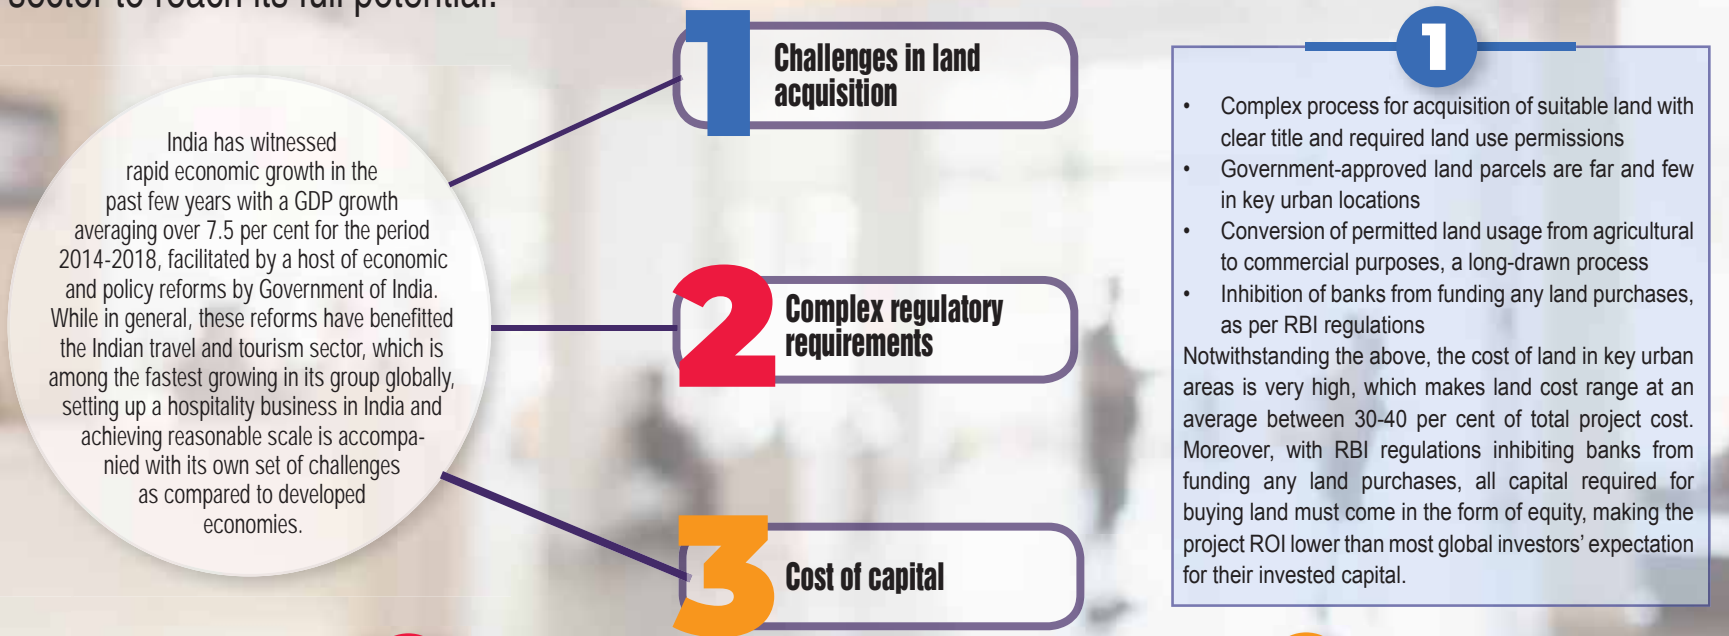 sector to reach its full potential.
India has witnessed
rapid economic growth in the
past few years with a GDP growth
averaging over 7.5 per cent for the period
2014-2018, facilitated by a host of economic
and policy reforms by Government of India.
While in general, these reforms have benefitted
the Indian travel and tourism sector, which is
among the fastest growing in its group globally,
setting up a hospitality business in India and
achieving reasonable scale is accompa-
nied with its own set of challenges
as compared to developed
economies.
1
Challenges in land
acquisition
2
Complex regulatory
requirements
3
Cost of capital
1
• Complex process for acquisition of suitable land with
clear title and required land use permissions
• Government-approved land parcels are far and few
in key urban locations
• Conversion of permitted land usage from agricultural
to commercial purposes, a long-drawn process
• Inhibition of banks from funding any land purchases,
as per RBI regulations
Notwithstanding the above, the cost of land in key urban
areas is very high, which makes land cost range at an
average between 30-40 per cent of total project cost.
Moreover, with RBI regulations inhibiting banks from
funding any land purchases, all capital required for
buying land must come in the form of equity, making the
project ROI lower than most global investors' expectation
for their invested capital.